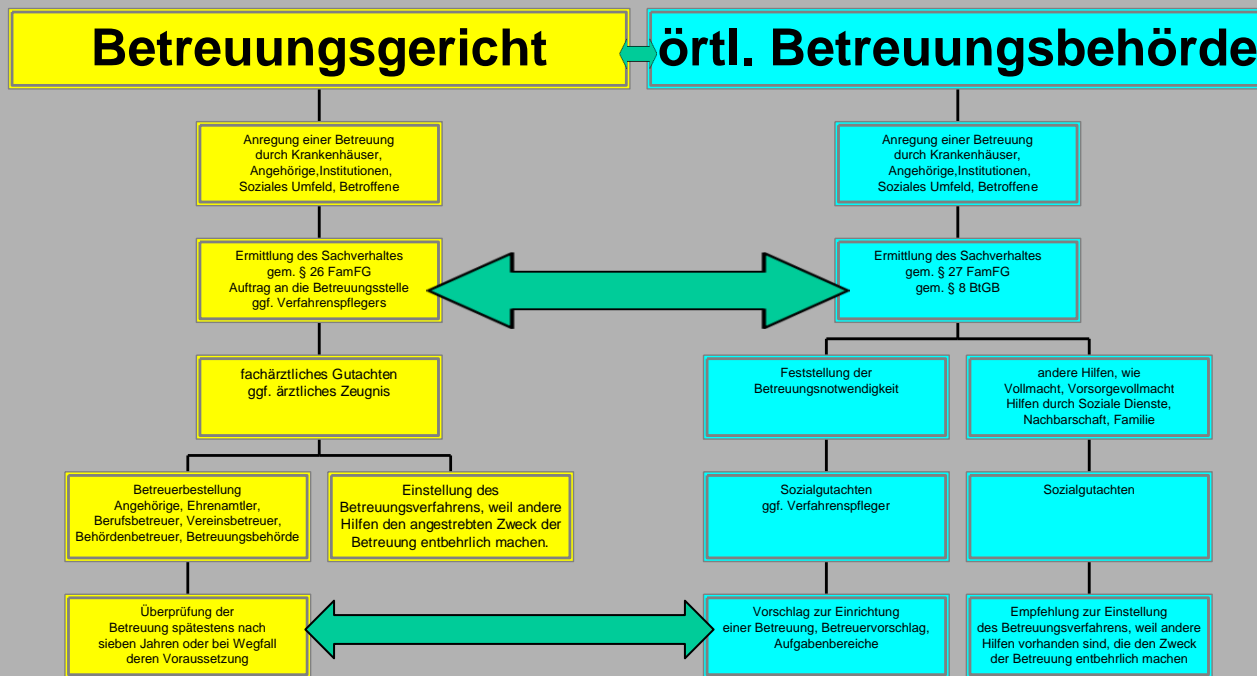 Betreuungsgericht
örtl. Betreuungsbehörde
Anregung einer Betreuung
durch Krankenhäuser,
Angehörige,Institutionen,
Soziales Umfeld, Betroffene
Anregung einer Betreuung
durch Krankenhäuser,
Angehörige,Institutionen,
Soziales Umfeld, Betroffene
Ermittlung des Sachverhaltes
gem. § 26 FamFG
Auftrag an die Betreuungsstelle
ggf. Verfahrenspflegers
Ermittlung des Sachverhaltes
gem. § 27 FamFG
gem. § 8 BtGB
fachärztliches Gutachten
ggf. ärztliches Zeugnis
Feststellung der
Betreuungsnotwendigkeit
andere Hilfen, wie
Vollmacht, Vorsorgevollmacht
Hilfen durch Soziale Dienste,
Nachbarschaft, Familie
Betreuerbestellung
Angehörige, Ehrenamtler,
Berufsbetreuer, Vereinsbetreuer,
Behördenbetreuer, Betreuungsbehörde
Einstellung des
Betreuungsverfahrens, weil andere
Hilfen den angestrebten Zweck der
Betreuung entbehrlich machen.
Sozialgutachten
ggf. Verfahrenspfleger
Sozialgutachten
Überprüfung der
Betreuung spätestens nach
sieben Jahren oder bei Wegfall
deren Voraussetzung
Vorschlag zur Einrichtung
einer Betreuung, Betreuervorschlag,
Aufgabenbereiche
Empfehlung zur Einstellung
des Betreuungsverfahrens, weil andere
Hilfen vorhanden sind, die den Zweck
der Betreuung entbehrlich machen